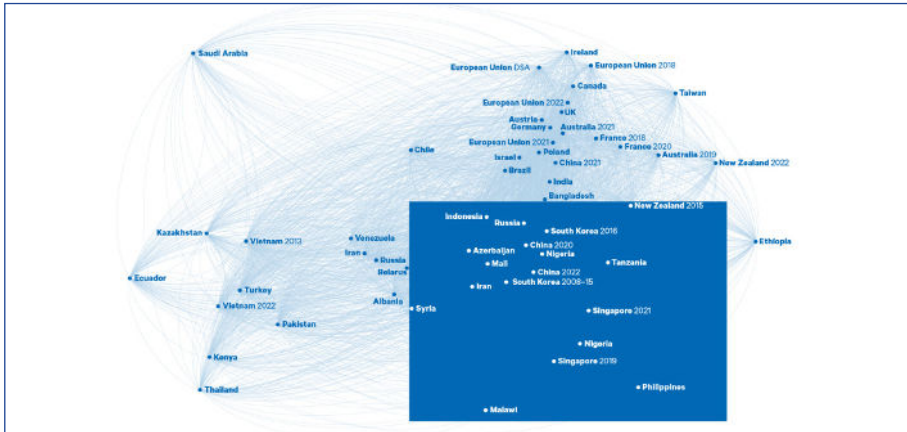 Saudi Arabia
Ireland
European Union DSA
European Union 2018
Canada
Taiwan
European Union 2022
UK
Austria
Germany
Australia 2021
France 2018
European Union 2021
France 2020
Chile
Poland
Israel
Australia 2019
China 2021
New Zealand 2022
Brazil
India
Bangladesh
New Zealand 2015
Indonesia
Russia
Kazakhstan
South Korea 2016
Vietnam 2013
Venezuela
Ethiopia
China 2020
Iran
Azerbaijan
Nigeria
Russia
Mali
Tanzania
Belarus
China 2022
Ecuador
South Korea 2008–15
Iran
Turkey
Albania
Vietnam 2022
Syria
Singapore 2021
Pakistan
Nigeria
Kenya
Singapore 2019
Philippines
Thailand
Malawi